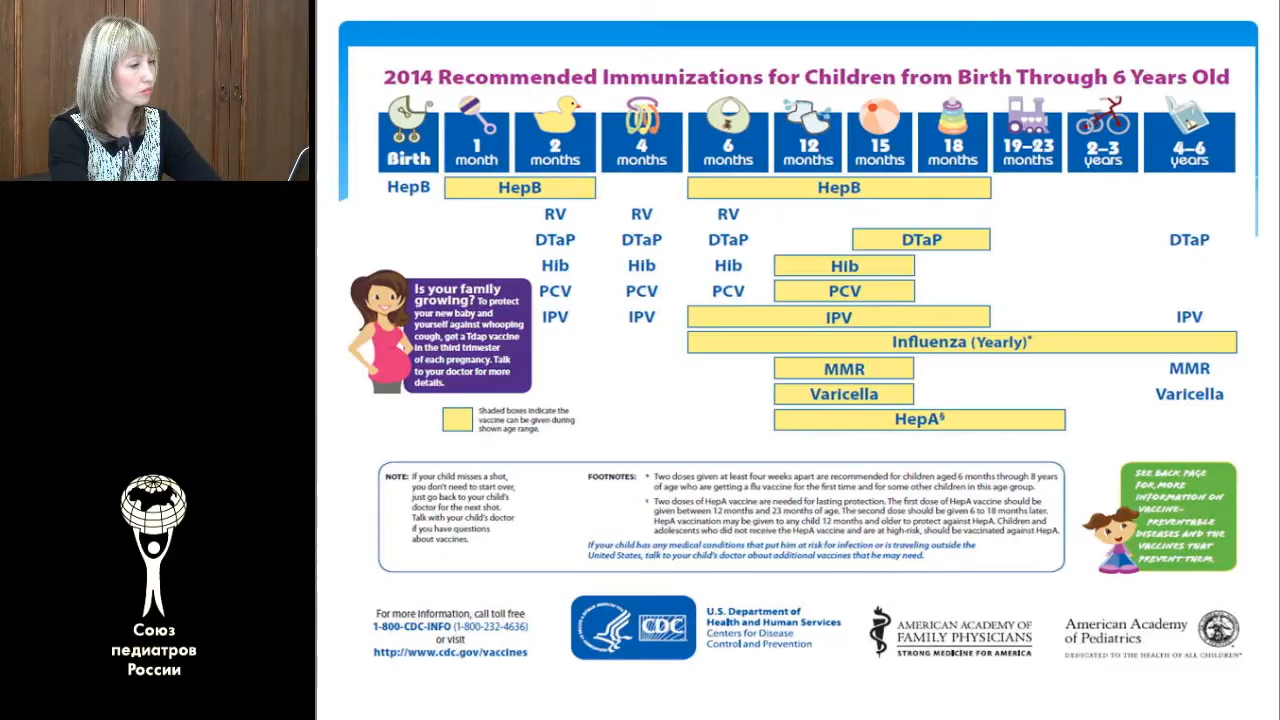 2014 Recommended Immunizations for Children from Birth Through 6 Years Old
Birth
1 month
2 months
4 months
6 months
12 months
15 months
18 months
19–23 months
2–3 years
4–6 years
HepB HepB HepB
RV RV RV
DTaP DTaP DTaP DTaP DTaP
Hib Hib Hib Hib
PCV PCV PCV PCV
IPV IPV IPV IPV
Influenza (Yearly)*
MMR MMR
Varicella Varicella
HepA§
Is your family
growing? To protect
your new baby and
yourself against whooping
cough, get a Tdap vaccine
in the third trimester
of each pregnancy. Talk
to your doctor for more
details.
Shaded boxes indicate the
vaccine can be given during
shown age range.
NOTE: If your child misses a shot,
you don't need to start over,
just go back to your child's
doctor for the next shot.
Talk with your child's doctor
if you have questions
about vaccines.
FOOTNOTES: * Two doses given at least four weeks apart are recommended for children aged 6 months through 8 years
of age who are getting a flu vaccine for the first time and for some other children in this age group.
Two doses of HepA vaccine are needed for lasting protection. The first dose of HepA vaccine should be
given between 12 months and 23 months of age. The second dose should be given 6 to 18 months later.
HepA vaccination may be given to any child 12 months and older to protect against HepA. Children and
adolescents who did not receive the HepA vaccine and are at high-risk, should be vaccinated against HepA.
If your child has any medical conditions that put him at risk for infection or is traveling outside the
United States, talk to your child's doctor about additional vaccines that he may need.
SEE BACK PAGE
FOR MORE
INFORMATION ON
VACCINE-
PREVENTABLE
DISEASES AND THE
VACCINES THAT
PREVENT THEM.
For more information, call toll free
1-800-CDC-INFO (1-800-232-4636)
or visit
http://www.cdc.gov/vaccines
CDC
U.S. Department of
Health and Human Services
Centers for Disease
Control and Prevention
AMERICAN ACADEMY OF
FAMILY PHYSICIANS
STRONG MEDICINE FOR AMERICA
American Academy
of Pediatrics
DEDICATED TO THE HEALTH OF ALL CHILDREN™
Союз
педиатров
России